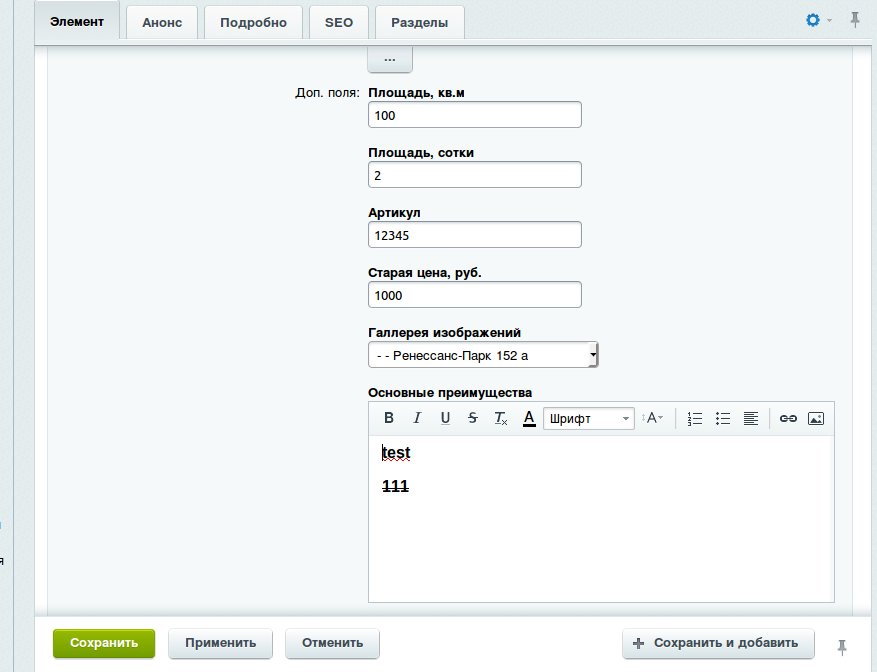 Элемент Анонс Подробно SEO Разделы
...
Доп. поля: Площадь, кв.м
100
Площадь, сотки
2
Артикул
12345
Старая цена, руб.
1000
Галлерея изображений
- - Ренессанс-Парк 152 а
Основные преимущества
B I U S Tx A Шрифт A
test
111
я
Сохранить Применить Отменить + Сохранить и добавить